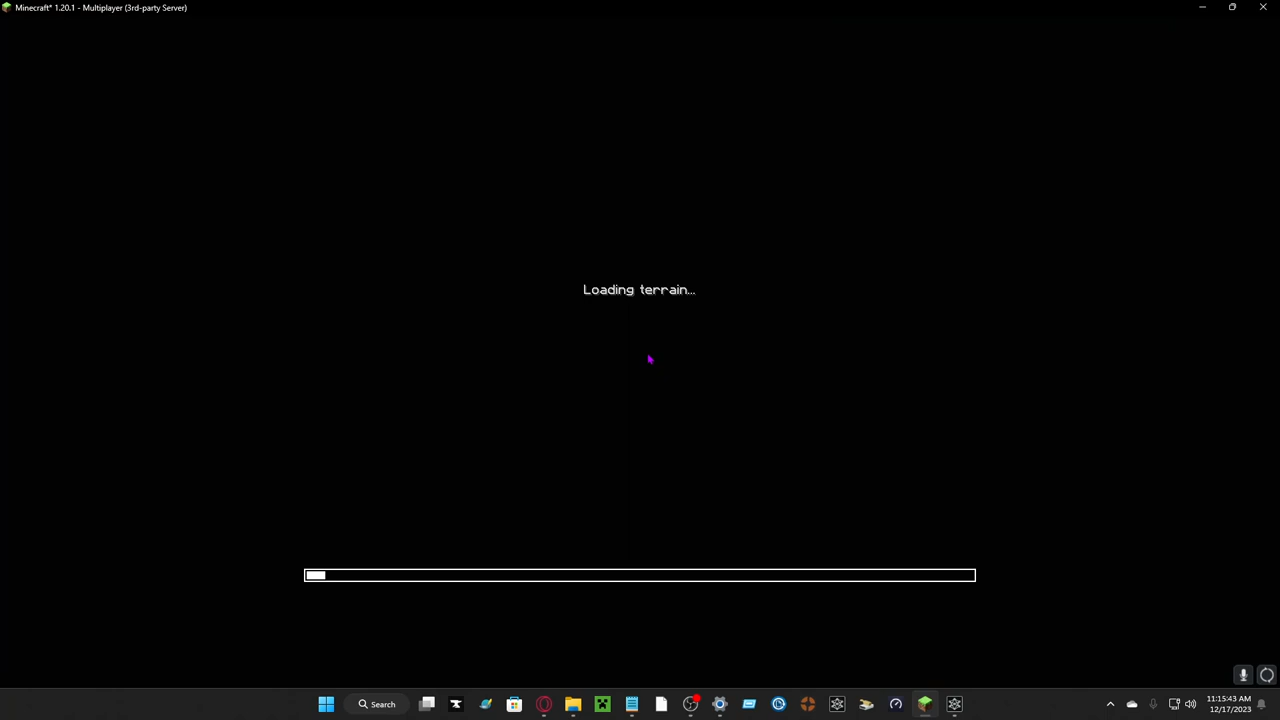 Minecraft* 1.20.1 - Multiplayer (3rd-party Server)
Loading terrain...
Search
11:15:43 AM
12/17/2023